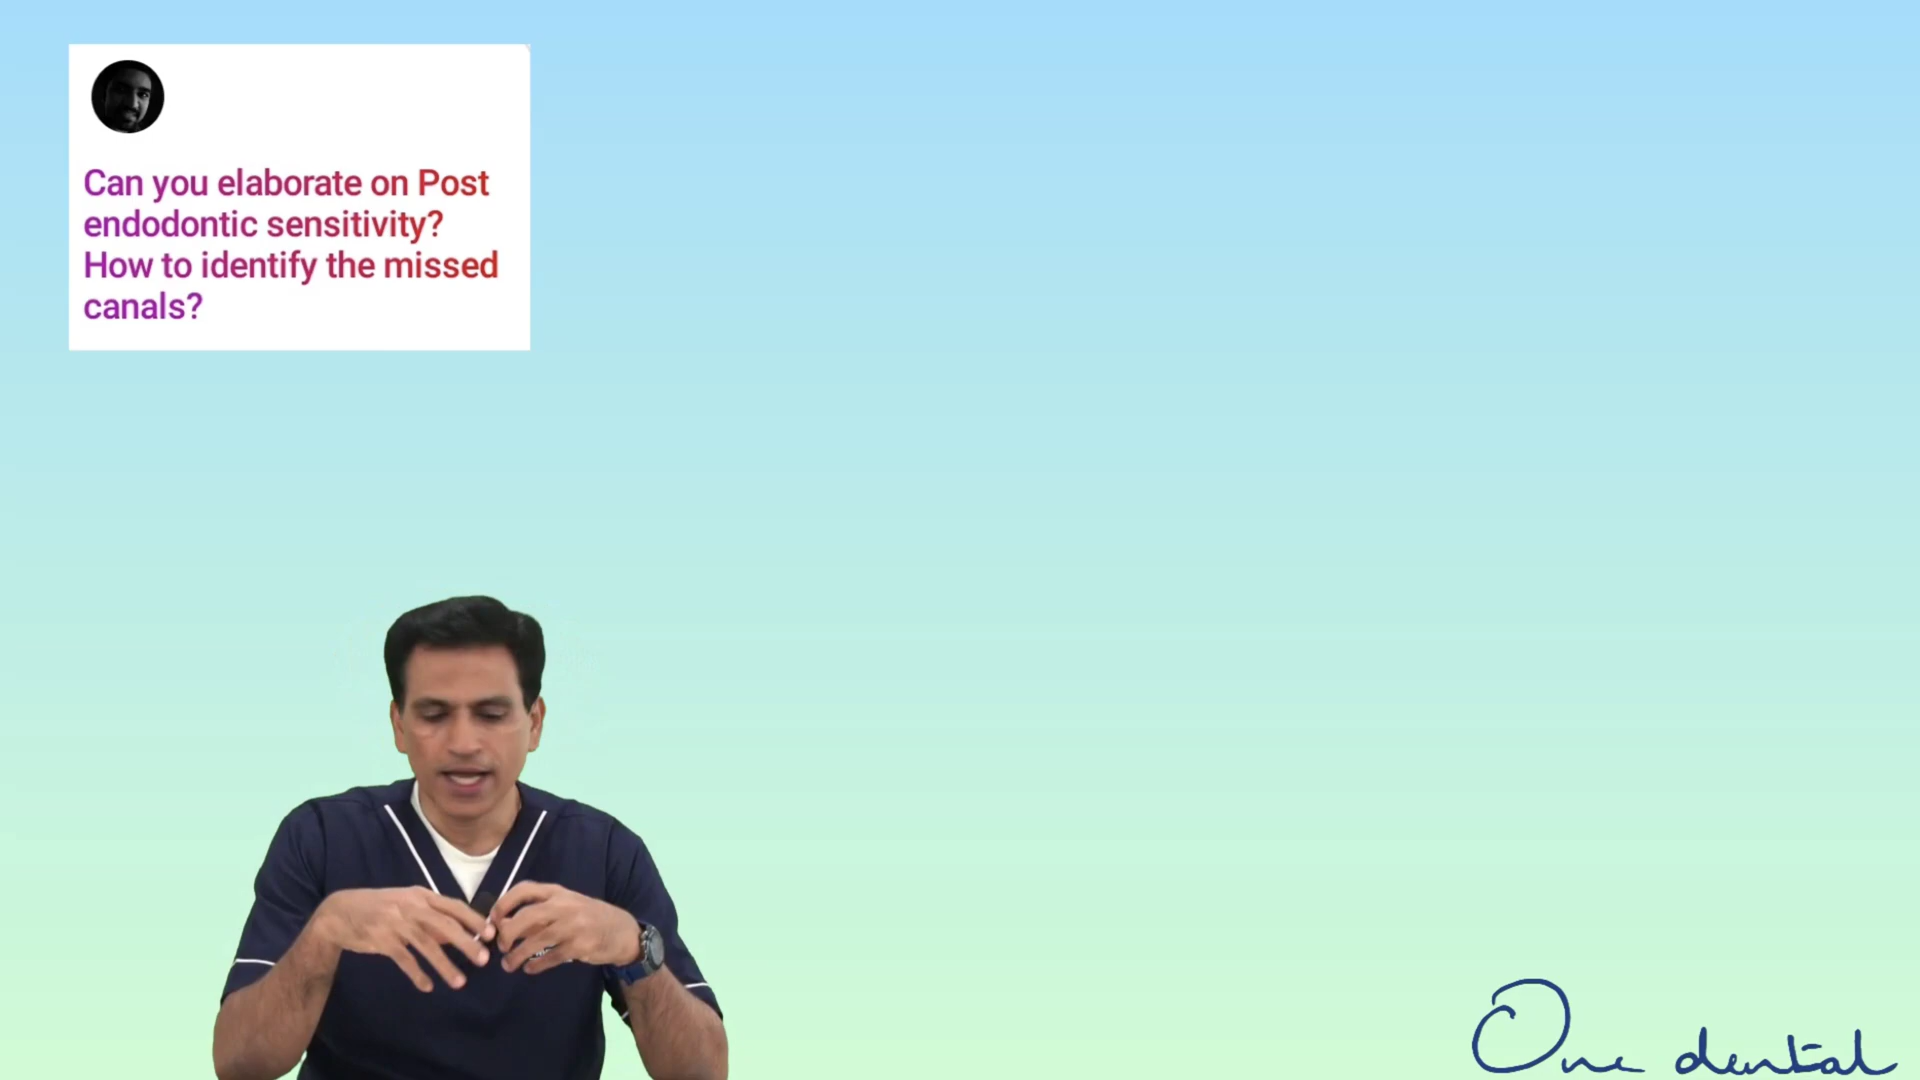 Can you elaborate on Post
endodontic sensitivity?
How to identify the missed
canals?
One dental